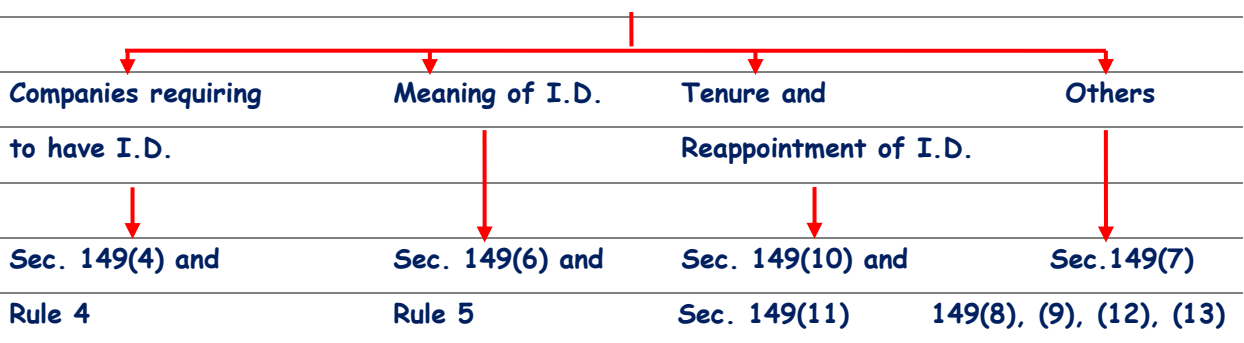 Companies requiring Meaning of I.D. Tenure and Others
to have I.D. Reappointment of I.D.
Sec. 149(4) and Sec. 149(6) and Sec. 149(10) and Sec.149(7)
Rule 4 Rule 5 Sec. 149(11) 149(8), (9), (12), (13)